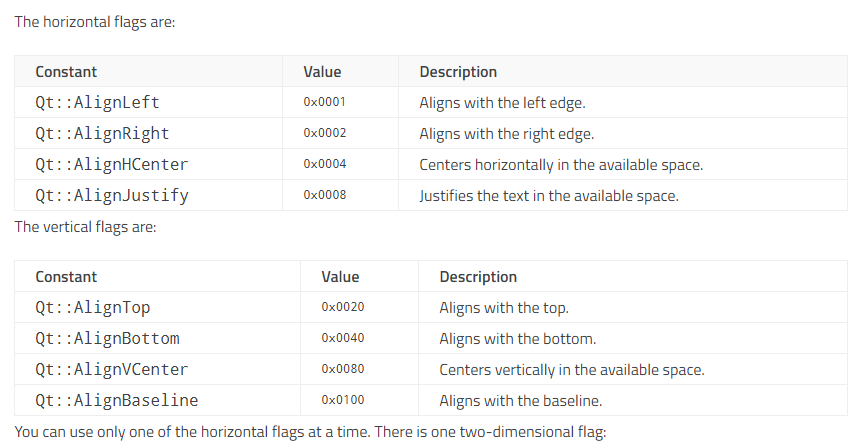 The horizontal flags are:
Constant Value Description
Qt::AlignLeft 0x0001 Aligns with the left edge.
Qt::AlignRight 0x0002 Aligns with the right edge.
Qt::AlignHCenter 0x0004 Centers horizontally in the available space.
Qt::AlignJustify 0x0008 Justifies the text in the available space.
The vertical flags are:
Constant Value Description
Qt::AlignTop 0x0020 Aligns with the top.
Qt::AlignBottom 0x0040 Aligns with the bottom.
Qt::AlignVCenter 0x0080 Centers vertically in the available space.
Qt::AlignBaseline 0x0100 Aligns with the baseline.
You can use only one of the horizontal flags at a time. There is one two-dimensional flag: